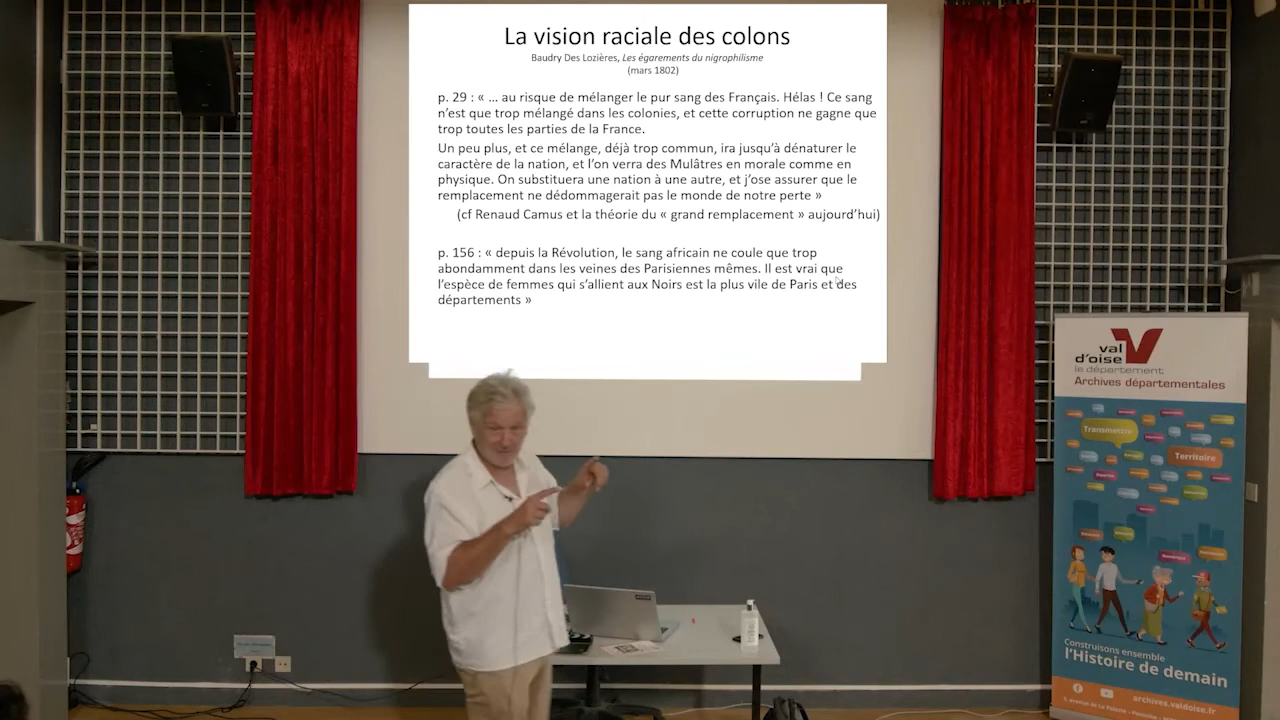 La vision raciale des colons
Baudry Des Lozières, Les égarements du nigrophilisme
(mars 1802)
p. 29 : « ... au risque de mélanger le pur sang des Français. Hélas ! Ce sang
n’est que trop mélangé dans les colonies, et cette corruption ne gagne que
trop toutes les parties de la France.
Un peu plus, et ce mélange, déjà trop commun, ira jusqu’à dénaturer le
caractère de la nation, et l’on verra des Mulâtres en morale comme en
physique. On substituera une nation à une autre, et j’ose assurer que le
remplacement ne dédommagerait pas le monde de notre perte »
(cf Renaud Camus et la théorie du « grand remplacement » aujourd’hui)
p. 156 : « depuis la Révolution, le sang africain ne coule que trop
abondamment dans les veines des Parisiennes mêmes. Il est vrai que
l’espèce de femmes qui s’allient aux Noirs est la plus vile de Paris et des
départements »
val
d'oise
le département
Archives départementales
Transmettre
Territoire
Construisons ensemble
l'Histoire de demain
archives.valdoise.fr